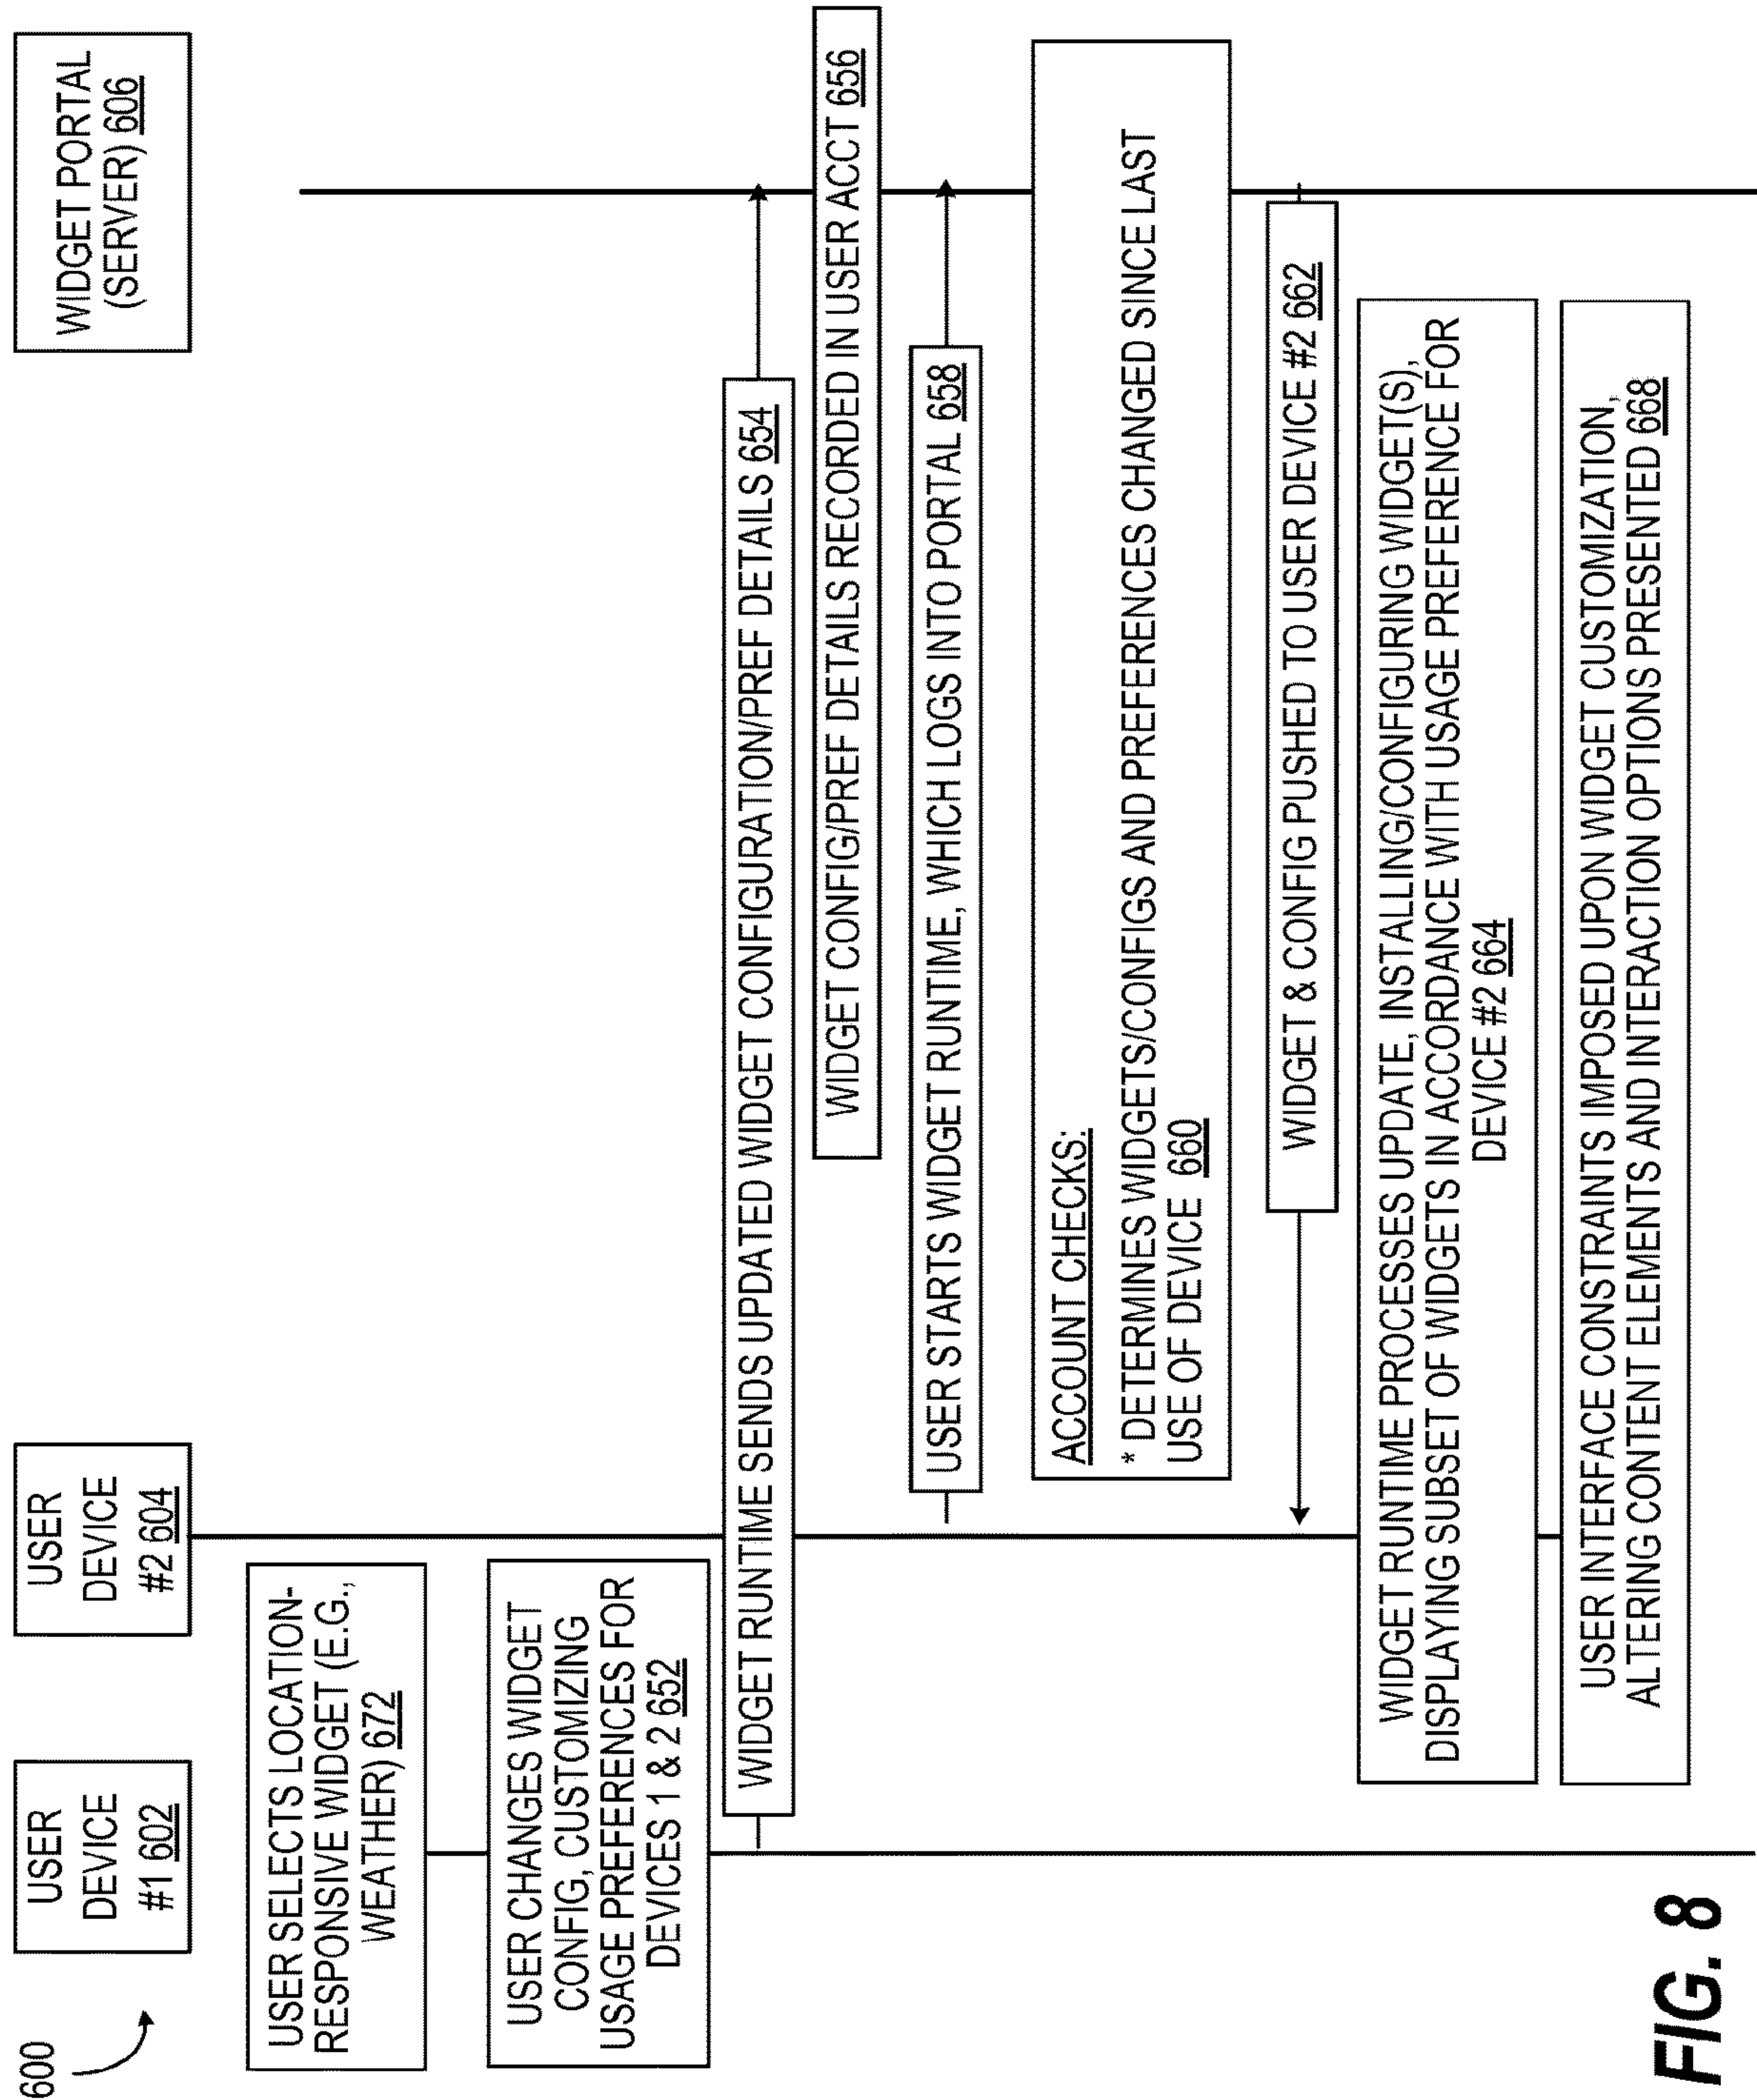 600
USER
DEVICE
#1 602
USER
DEVICE
#2 604
WIDGET PORTAL
(SERVER) 606
USER SELECTS LOCATION-
RESPONSIVE WIDGET (E.G.,
WEATHER) 672
USER CHANGES WIDGET
CONFIG, CUSTOMIZING
USAGE PREFERENCES FOR
DEVICES 1 & 2 652
WIDGET RUNTIME SENDS UPDATED WIDGET CONFIGURATION/PREF DETAILS 654
WIDGET CONFIG/PREF DETAILS RECORDED IN USER ACCT 656
USER STARTS WIDGET RUNTIME, WHICH LOGS INTO PORTAL 658
ACCOUNT CHECKS:
* DETERMINES WIDGETS/CONFIGS AND PREFERENCES CHANGED SINCE LAST
USE OF DEVICE 660
WIDGET & CONFIG PUSHED TO USER DEVICE #2 662
WIDGET RUNTIME PROCESSES UPDATE, INSTALLING/CONFIGURING WIDGET(S),
DISPLAYING SUBSET OF WIDGETS IN ACCORDANCE WITH USAGE PREFERENCE FOR
DEVICE #2 664
USER INTERFACE CONSTRAINTS IMPOSED UPON WIDGET CUSTOMIZATION,
ALTERING CONTENT ELEMENTS AND INTERACTION OPTIONS PRESENTED 668
FIG. 8